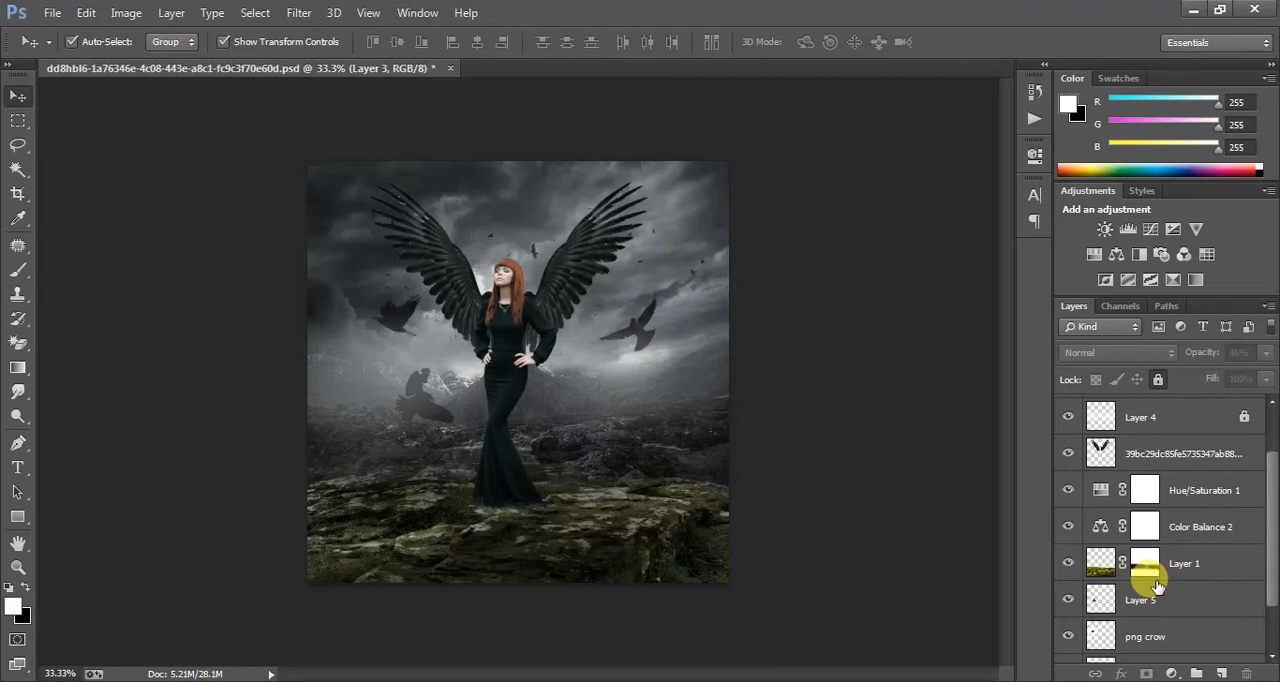 Ps File Edit Image Layer Type Select Filter 3D View Window Help
Auto-Select: Group Show Transform Controls 3D Mode: Essentials
dd8hbl6-1a76346e-4c08-443e-a8c1-fc9c3f70e60d.psd @ 33.3% (Layer 3, RGB/8) *
Color Swatches
R 255
G 255
B 255
Adjustments Styles
Add an adjustment
Layers Channels Paths
Kind
Normal Opacity: 46%
Lock: Fill: 100%
Layer 4
39bc29dc85fe5735347ab88...
Hue/Saturation 1
Color Balance 2
Layer 1
Layer 5
png crow
33.33% Doc: 5.21M/28.1M